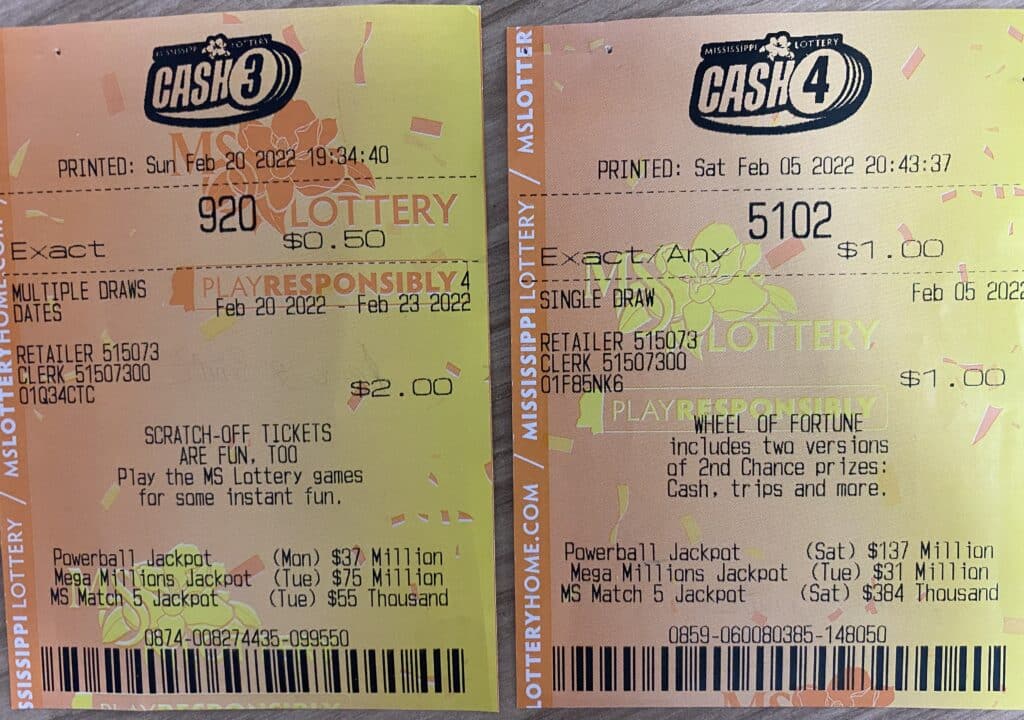 MISSISSIPPI LOTTERY
CASH 3
PRINTED: Sun Feb 20 2022 19:34:40
920
Exact $0.50
MULTIPLE DRAWS 4
DATES Feb 20 2022 - Feb 23 2022
RETAILER 515073
CLERK 51507300
01Q34CTC $2.00
SCRATCH-OFF TICKETS
ARE FUN, TOO
Play the MS Lottery games
for some instant fun.
Powerball Jackpot (Mon) $37 Million
Mega Millions Jackpot (Tue) $75 Million
MS Match 5 Jackpot (Tue) $55 Thousand
0874-008274435-099550
MS
LOTTERY
PLAYRESPONSIBLY
SSISSIPPI LOTTERY / MSLOTTERYHOME.COM /
MISSISSIPPI LOTTERY
CASH 4
PRINTED: Sat Feb 05 2022 20:43:37
5102
Exact/Any $1.00
SINGLE DRAW Feb 05 2022
RETAILER 515073
CLERK 51507300
01F85NK6 $1.00
WHEEL OF FORTUNE
includes two versions
of 2nd Chance prizes:
Cash, trips and more.
Powerball Jackpot (Sat) $137 Million
Mega Millions Jackpot (Tue) $31 Million
MS Match 5 Jackpot (Sat) $384 Thousand
0859-060080385-148050
MS
LOTTERY
PLAYRESPONSIBLY
MS
LOTTERYHOME.COM / MISSISSIPPI LOTTERY / MSLOTTER